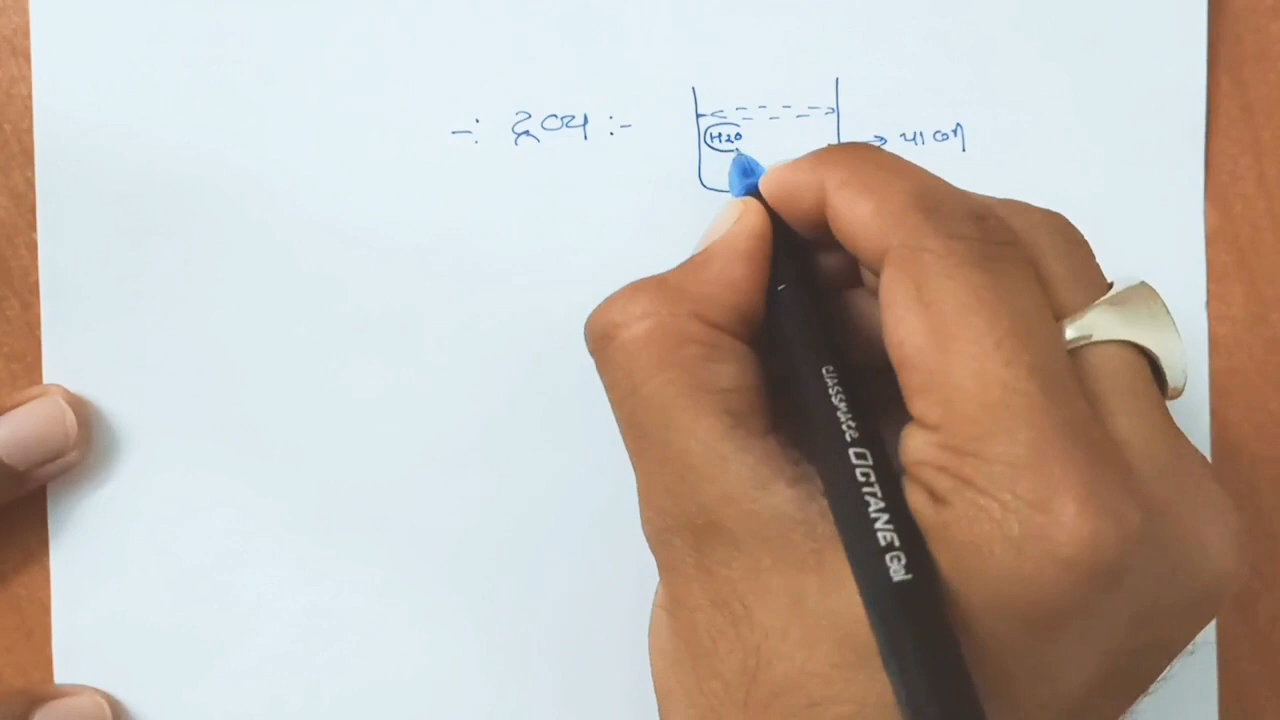 -: દ્રવ્ય :-
H2O
→ પાણી
classmate OCTANE Gel